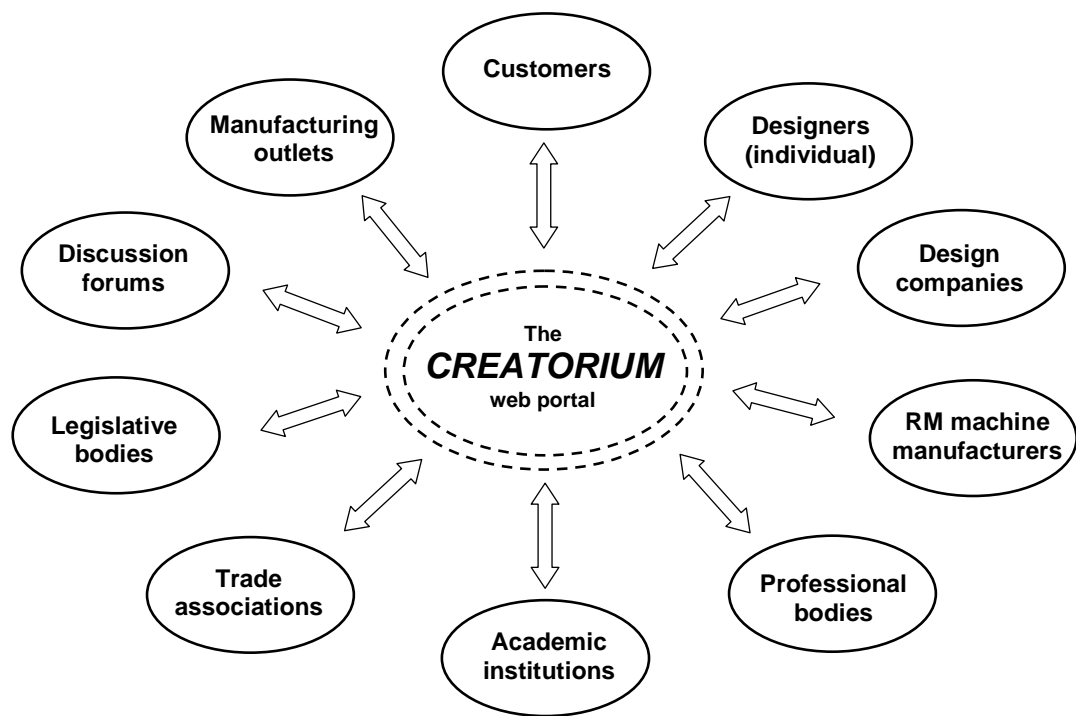 Customers
Manufacturing
outlets
Designers
(individual)
Discussion
forums
Design
companies
The
CREATORIUM
web portal
Legislative
bodies
RM machine
manufacturers
Trade
associations
Professional
bodies
Academic
institutions